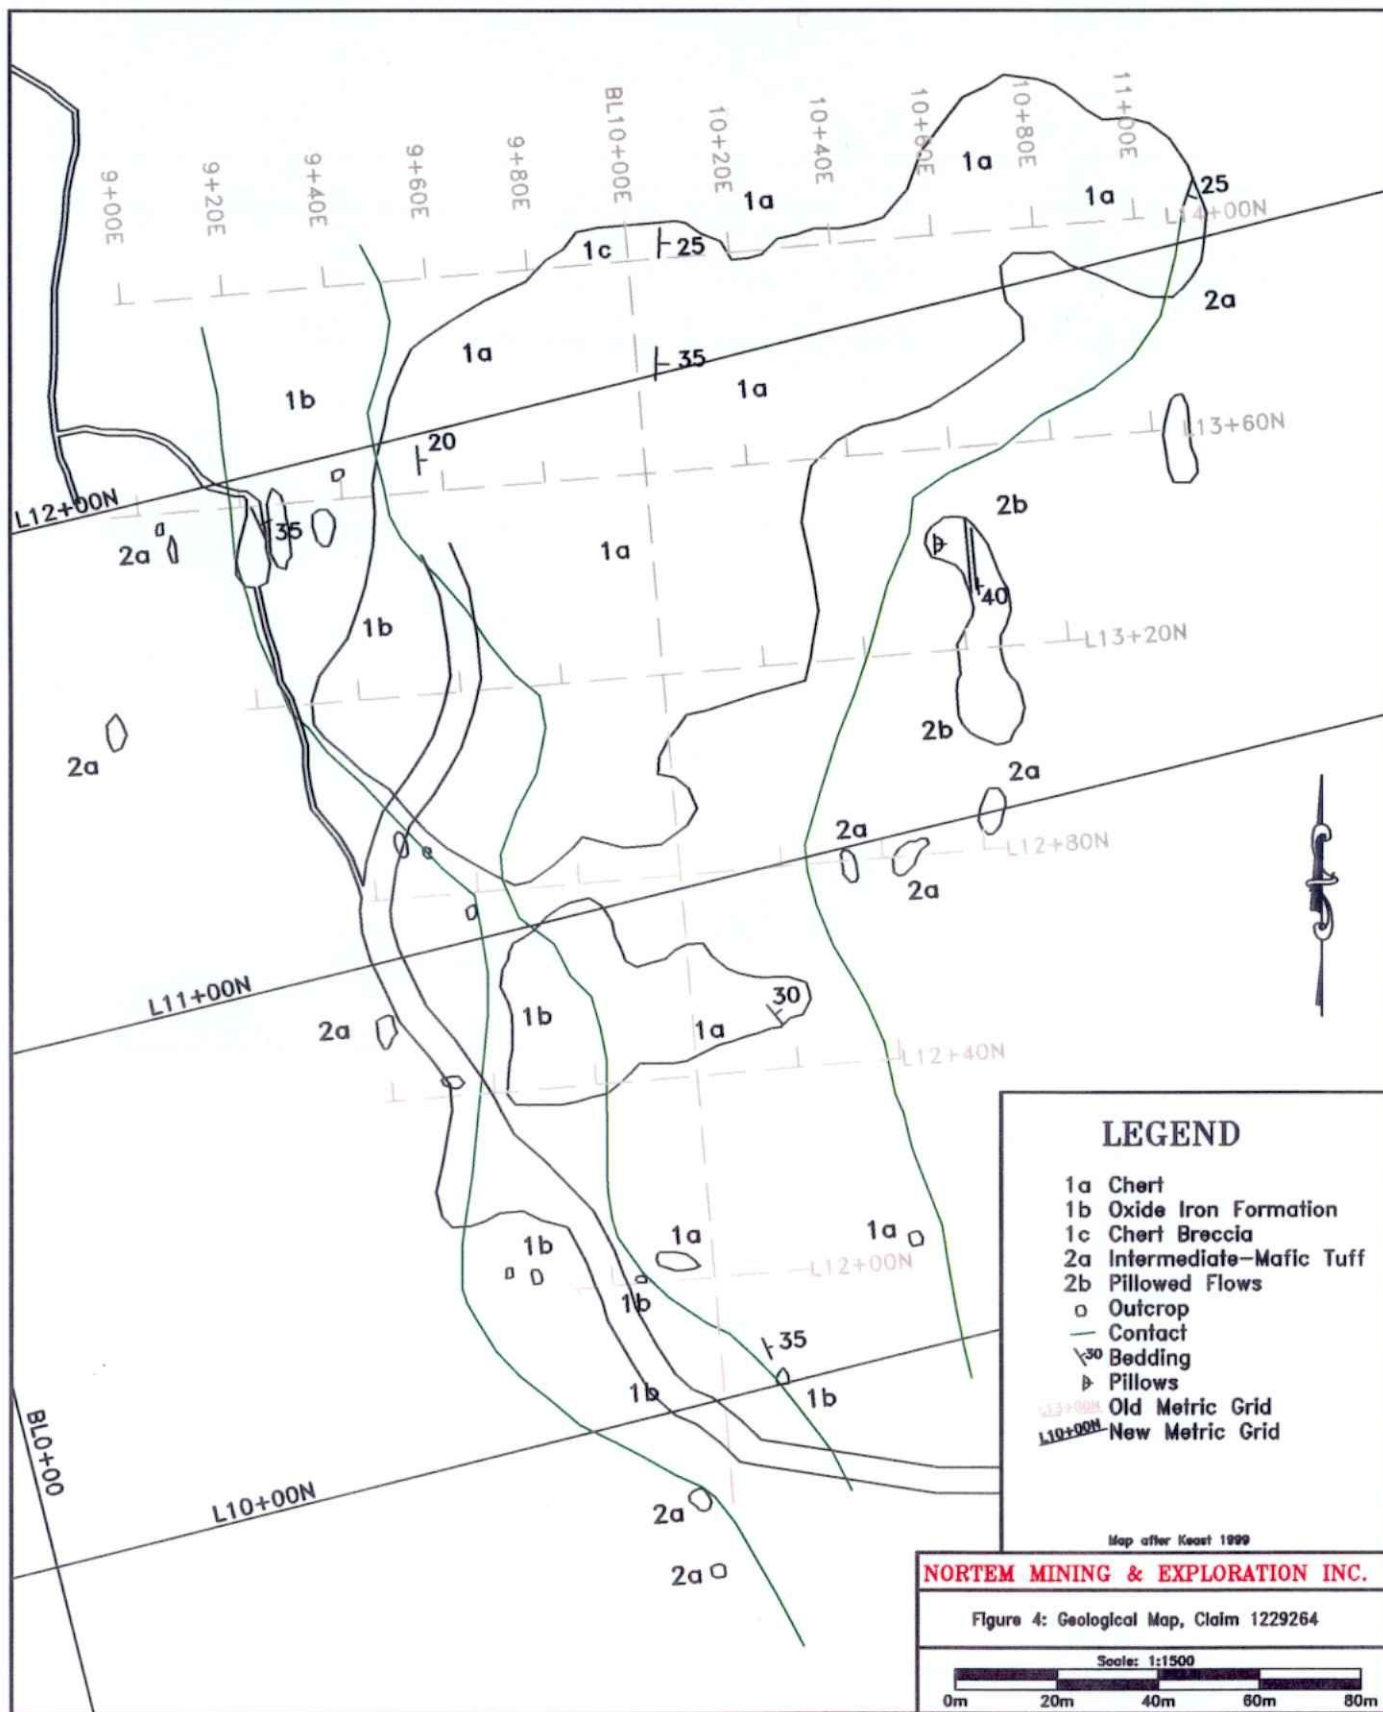 11+00E
10+80E
10+60E
10+40E
10+20E
BL10+00E
9+80E
9+60E
9+40E
9+20E
9+00E
1a
1a
1a
25
L14+00N
1c
25
2a
1a
35
1a
1b
20
L13+60N
L12+00N
35
2a
1a
2b
40
1b
L13+20N
2a
2b
2a
2a
L12+80N
2a
L11+00N
30
1b
1a
2a
L12+40N
1b
1a
1a
L12+00N
1b
35
1b
1b
BL0+00
L10+00N
2a
2a
LEGEND
1a Chert
1b Oxide Iron Formation
1c Chert Breccia
2a Intermediate-Mafic Tuff
2b Pillowed Flows
Outcrop
Contact
30 Bedding
Pillows
L13+00N Old Metric Grid
L10+00N New Metric Grid
Map after Keast 1999
NORTEM MINING & EXPLORATION INC.
Figure 4: Geological Map, Claim 1229264
Scale: 1:1500
0m 20m 40m 60m 80m